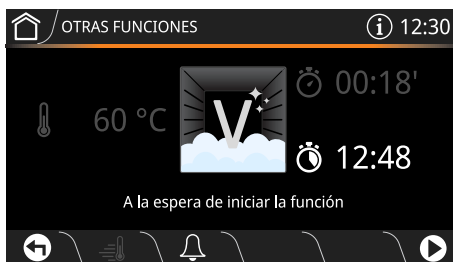 OTRAS FUNCIONES
i 12:30
60 °C
V
00:18'
12:48
A la espera de iniciar la función